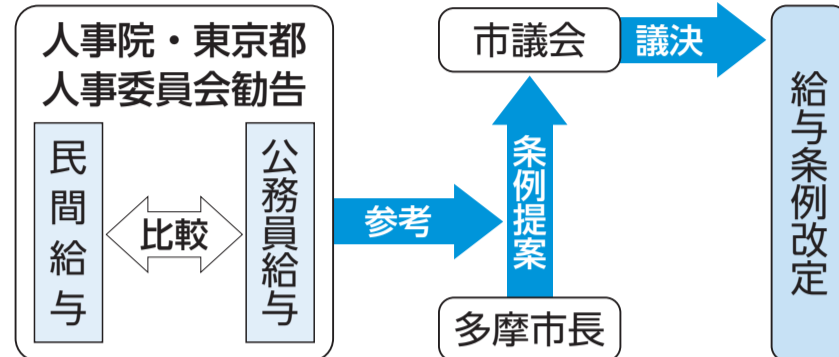 人事院・東京都
人事委員会勧告
民間給与
比較
公務員給与
参考
市議会
議決
条例提案
多摩市長
給与条例改定